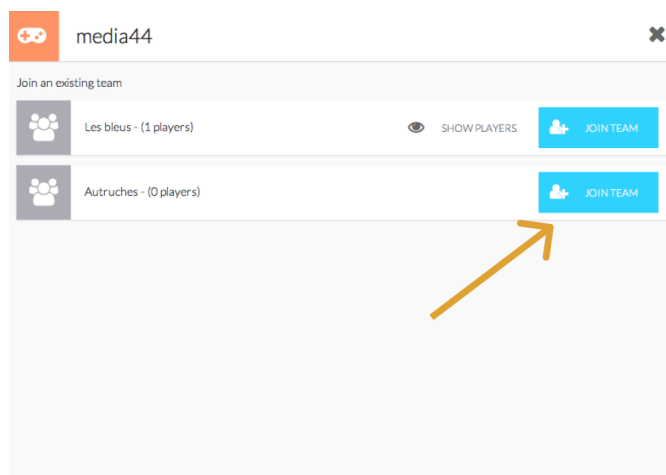 media44
Join an existing team
Les bleus - (1 players) SHOW PLAYERS JOIN TEAM
Autruches - (0 players) JOIN TEAM